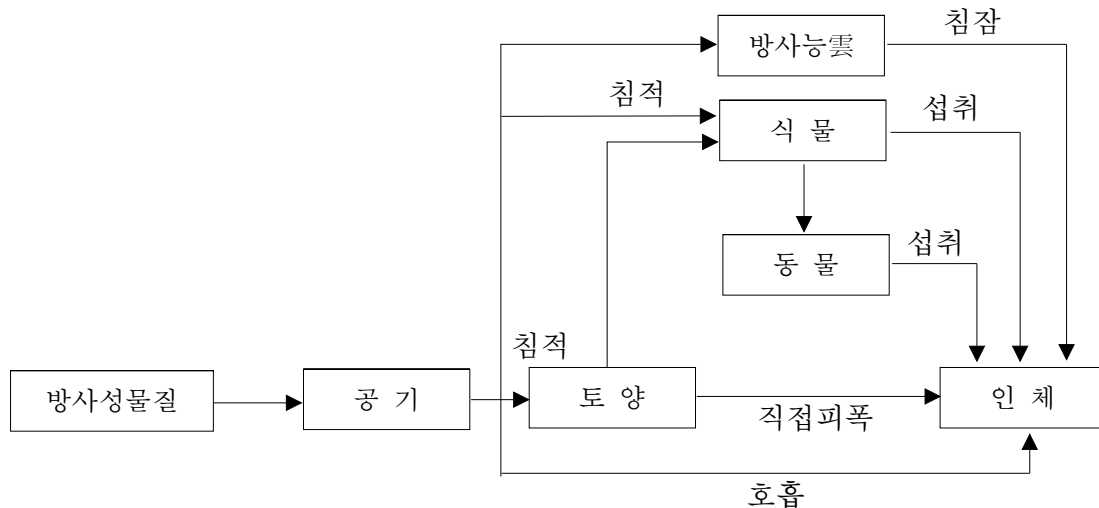 침잠
방사능雲
침적
식 물
섭취
동 물
섭취
침적
방사성물질
공 기
토 양
직접피폭
인 체
호흡